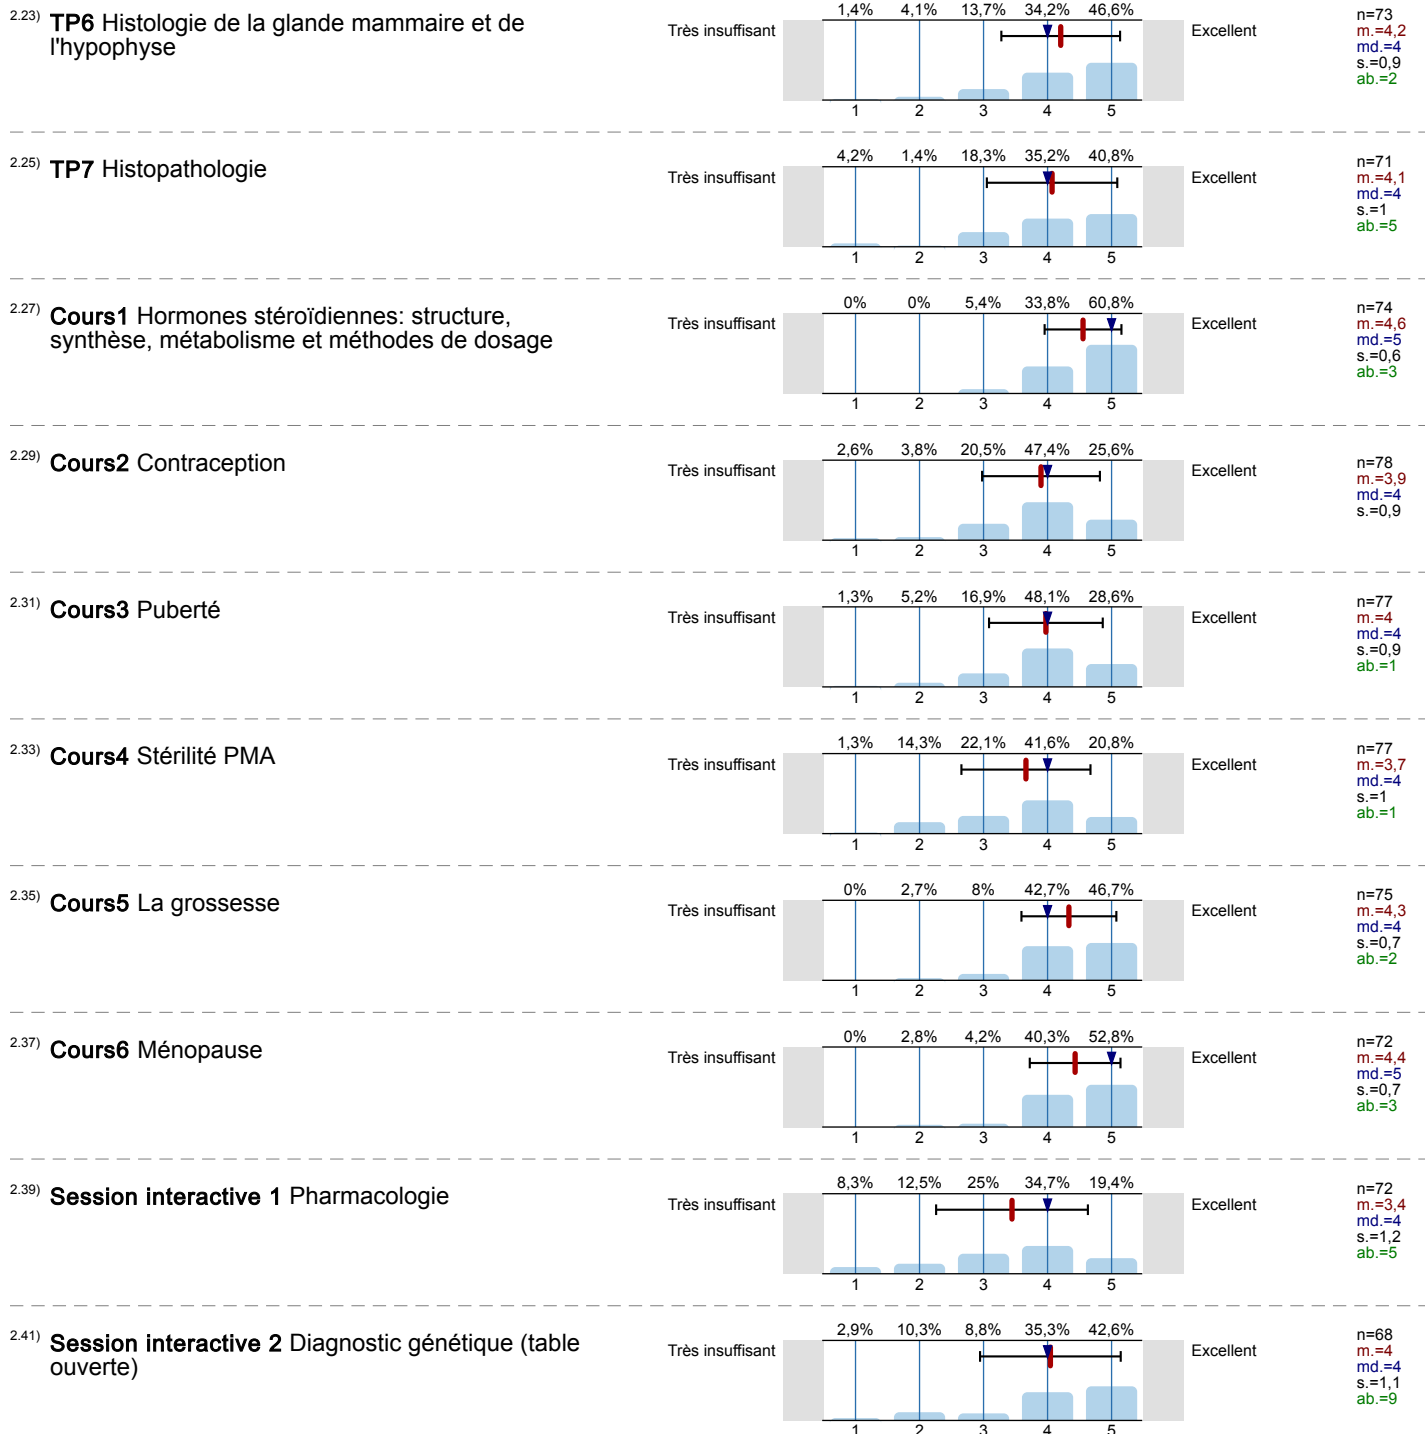 2.23) TP6 Histologie de la glande mammaire et de
l'hypophyse
Très insuffisant
1,4% 4,1% 13,7% 34,2% 46,6%
1 2 3 4 5
Excellent
n=73
m.=4,2
md.=4
s.=0,9
ab.=2
2.25) TP7 Histopathologie
Très insuffisant
4,2% 1,4% 18,3% 35,2% 40,8%
1 2 3 4 5
Excellent
n=71
m.=4,1
md.=4
s.=1
ab.=5
2.27) Cours1 Hormones stéroïdiennes: structure,
synthèse, métabolisme et méthodes de dosage
Très insuffisant
0% 0% 5,4% 33,8% 60,8%
1 2 3 4 5
Excellent
n=74
m.=4,6
md.=5
s.=0,6
ab.=3
2.29) Cours2 Contraception
Très insuffisant
2,6% 3,8% 20,5% 47,4% 25,6%
1 2 3 4 5
Excellent
n=78
m.=3,9
md.=4
s.=0,9
2.31) Cours3 Puberté
Très insuffisant
1,3% 5,2% 16,9% 48,1% 28,6%
1 2 3 4 5
Excellent
n=77
m.=4
md.=4
s.=0,9
ab.=1
2.33) Cours4 Stérilité PMA
Très insuffisant
1,3% 14,3% 22,1% 41,6% 20,8%
1 2 3 4 5
Excellent
n=77
m.=3,7
md.=4
s.=1
ab.=1
2.35) Cours5 La grossesse
Très insuffisant
0% 2,7% 8% 42,7% 46,7%
1 2 3 4 5
Excellent
n=75
m.=4,3
md.=4
s.=0,7
ab.=2
2.37) Cours6 Ménopause
Très insuffisant
0% 2,8% 4,2% 40,3% 52,8%
1 2 3 4 5
Excellent
n=72
m.=4,4
md.=5
s.=0,7
ab.=3
2.39) Session interactive 1 Pharmacologie
Très insuffisant
8,3% 12,5% 25% 34,7% 19,4%
1 2 3 4 5
Excellent
n=72
m.=3,4
md.=4
s.=1,2
ab.=5
2.41) Session interactive 2 Diagnostic génétique (table
ouverte)
Très insuffisant
2,9% 10,3% 8,8% 35,3% 42,6%
1 2 3 4 5
Excellent
n=68
m.=4
md.=4
s.=1,1
ab.=9